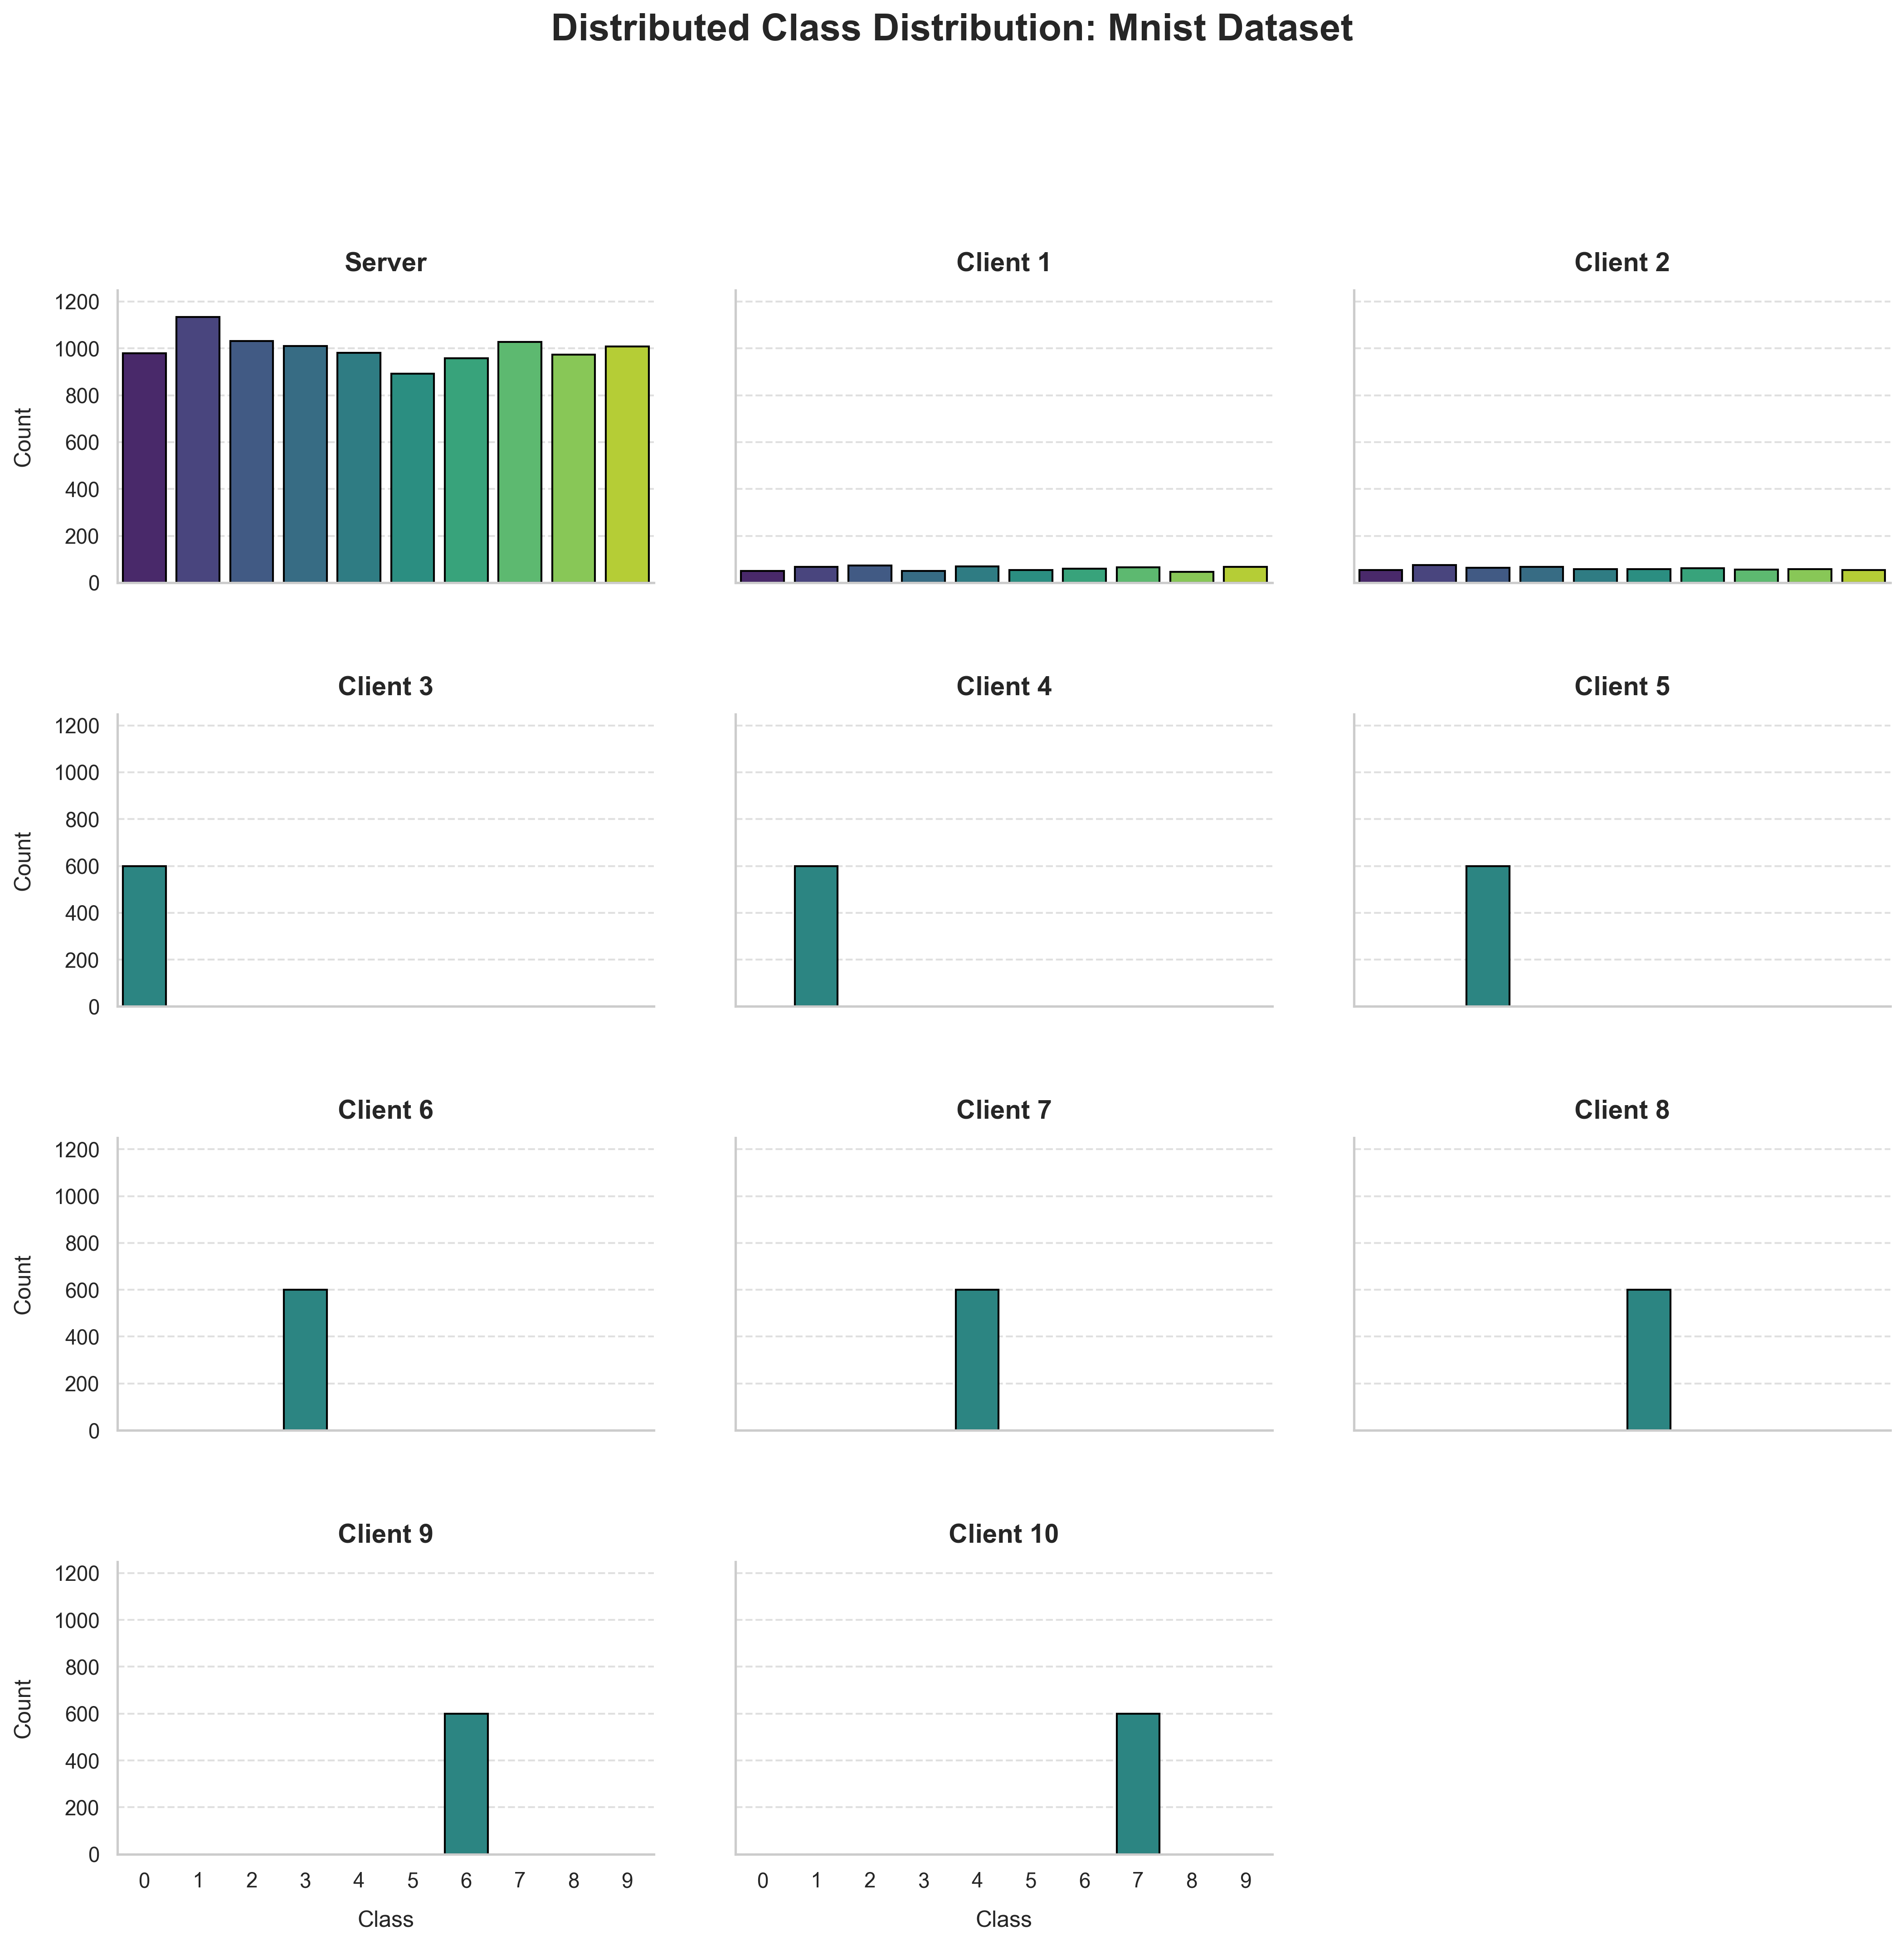 Distributed Class Distribution: Mnist Dataset
Server
Client 1
Client 2
1200
1000
800
600
400
200
0
Count
Client 3
Client 4
Client 5
1200
1000
800
600
400
200
0
Count
Client 6
Client 7
Client 8
1200
1000
800
600
400
200
0
Count
Client 9
Client 10
1200
1000
800
600
400
200
0
Count
0 1 2 3 4 5 6 7 8 9
0 1 2 3 4 5 6 7 8 9
Class
Class